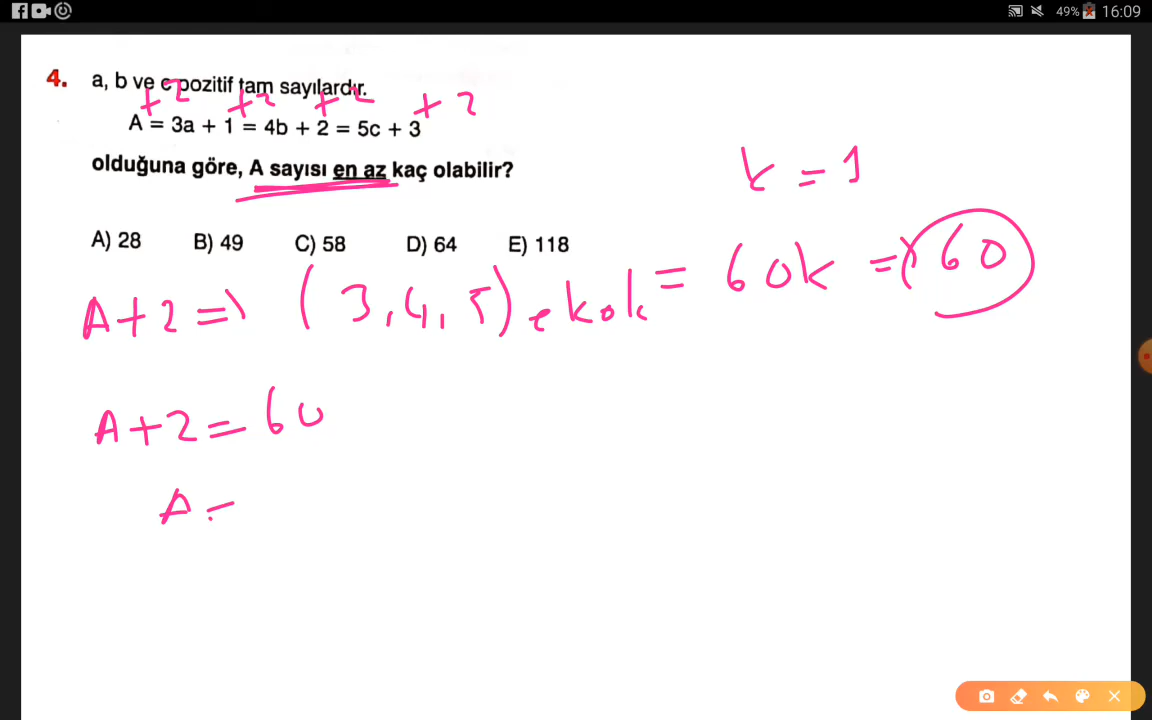 49% 16:09
4. a, b ve c pozitif tam sayılardır.
+2 +2 +2 +2
A = 3a + 1 = 4b + 2 = 5c + 3
olduğuna göre, A sayısı en az kaç olabilir?
k = 1
A) 28 B) 49 C) 58 D) 64 E) 118
A+2 => (3,4,5)ekok = 60k => 60
A+2=60
A =